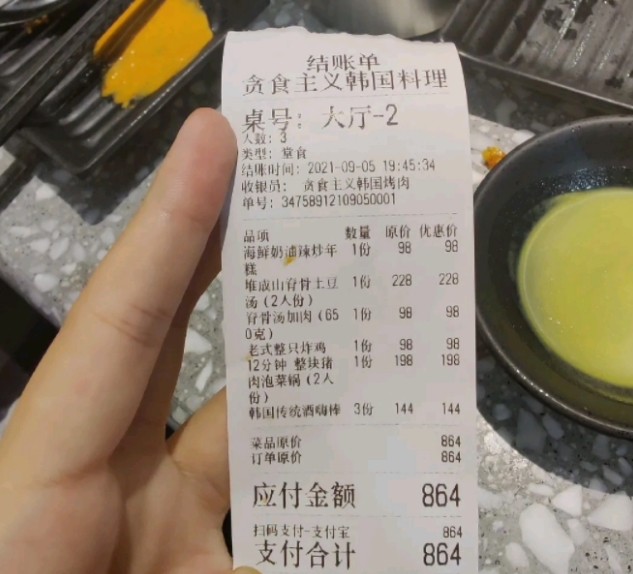 结账单
贪食主义韩国料理
桌号: 大厅-2
人数: 3
类型: 堂食
结账时间: 2021-09-05 19:45:34
收银员: 贪食主义韩国烤肉
单号: 34758912109050001
品项 数量 原价 优惠价
海鲜奶油辣炒年 1份 98 98
糕
堆成山脊骨土豆 1份 228 228
汤(2人份)
脊骨汤加肉(65 1份 98 98
0克)
老式整只炸鸡 1份 98 98
12分钟 整块猪 1份 198 198
肉泡菜锅(2人
份)
韩国传统酒嗨棒 3份 144 144
菜品原价 864
订单原价 864
应付金额 864
扫码支付-支付宝 864
支付合计 864